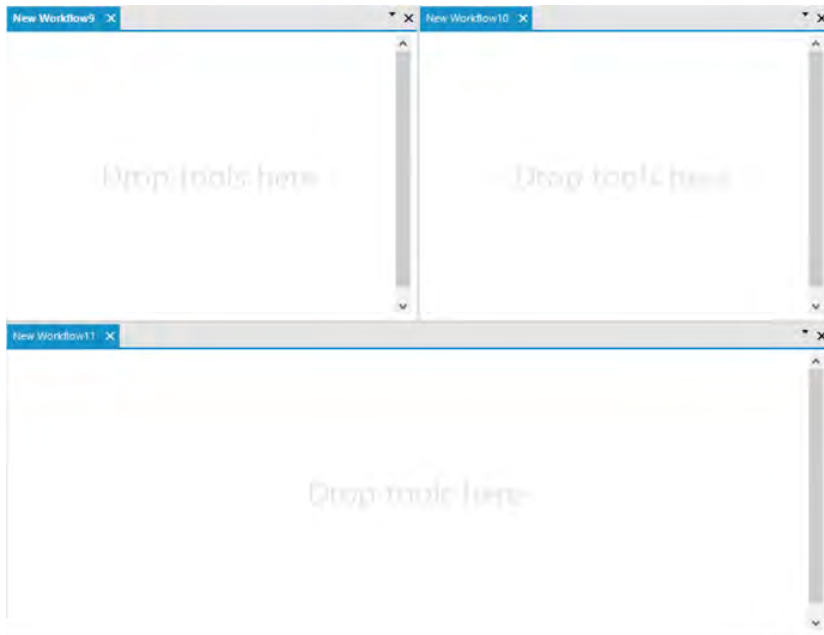 New Workflow9
New Workflow10
Drop tools here
Drop tools here
New Workflow11
Drop tools here